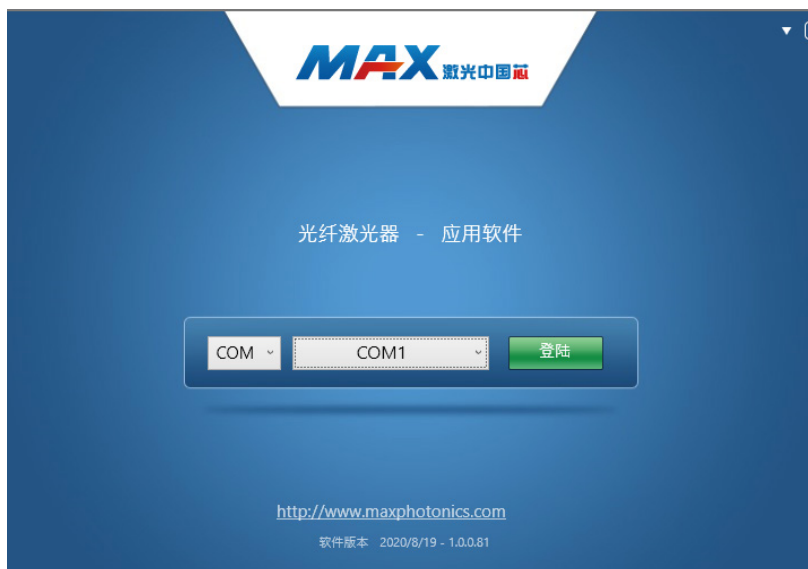 MAX 激光中国芯
光纤激光器 - 应用软件
COM COM1 登陆
http://www.maxphotonics.com
软件版本 2020/8/19 - 1.0.0.81